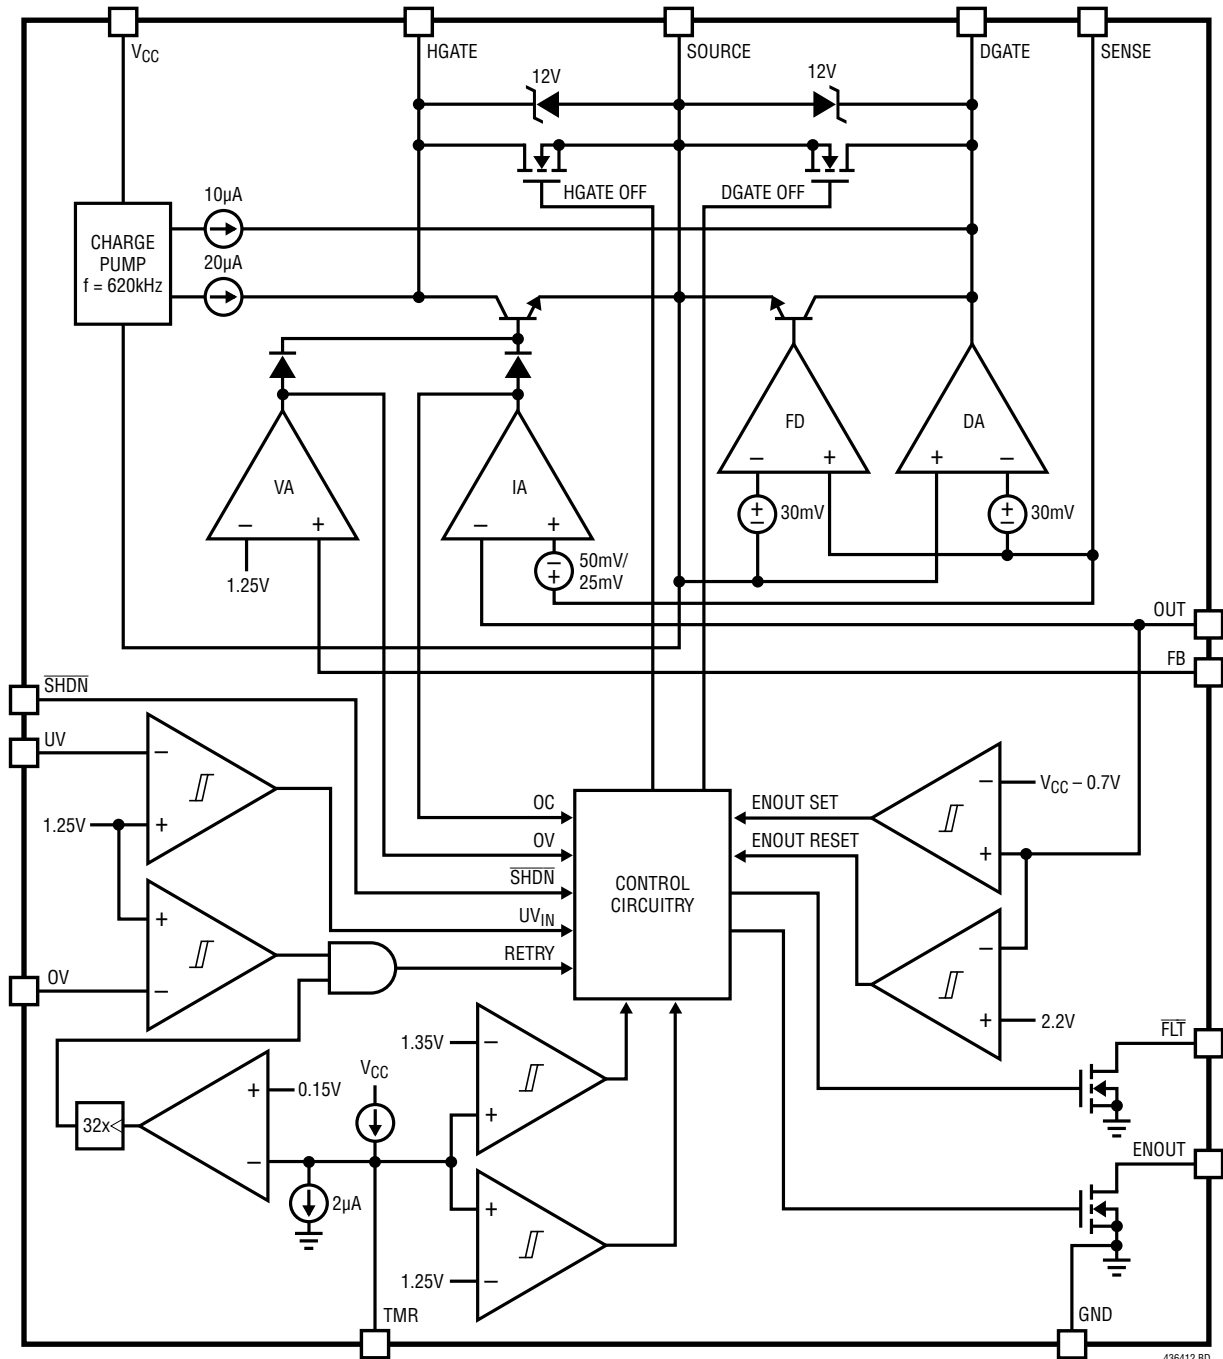 VCC
HGATE
SOURCE
DGATE
SENSE
12V
12V
HGATE OFF
DGATE OFF
10µA
CHARGE
PUMP
f = 620kHz
20µA
FD
DA
–
+
+
–
VA
IA
–
+
–
+
+
–
30mV
+
–
30mV
1.25V
–
+
50mV/
25mV
OUT
FB
SHDN
UV
–
1.25V
+
OC
OV
SHDN
UVIN
RETRY
CONTROL
CIRCUITRY
ENOUT SET
ENOUT RESET
–
VCC – 0.7V
+
+
–
OV
–
+
2.2V
FLT
1.35V
–
+
VCC
+
0.15V
32x
–
2µA
+
1.25V
–
ENOUT
TMR
GND
436412 BD